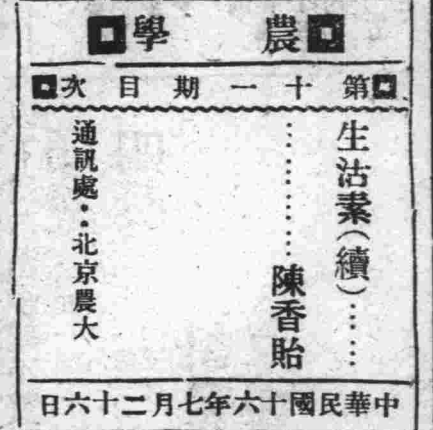 農學
第十一期目次
生活素(續)……
……………陳香貽
通訊處：北京農大
中華民國十六年七月二十六日